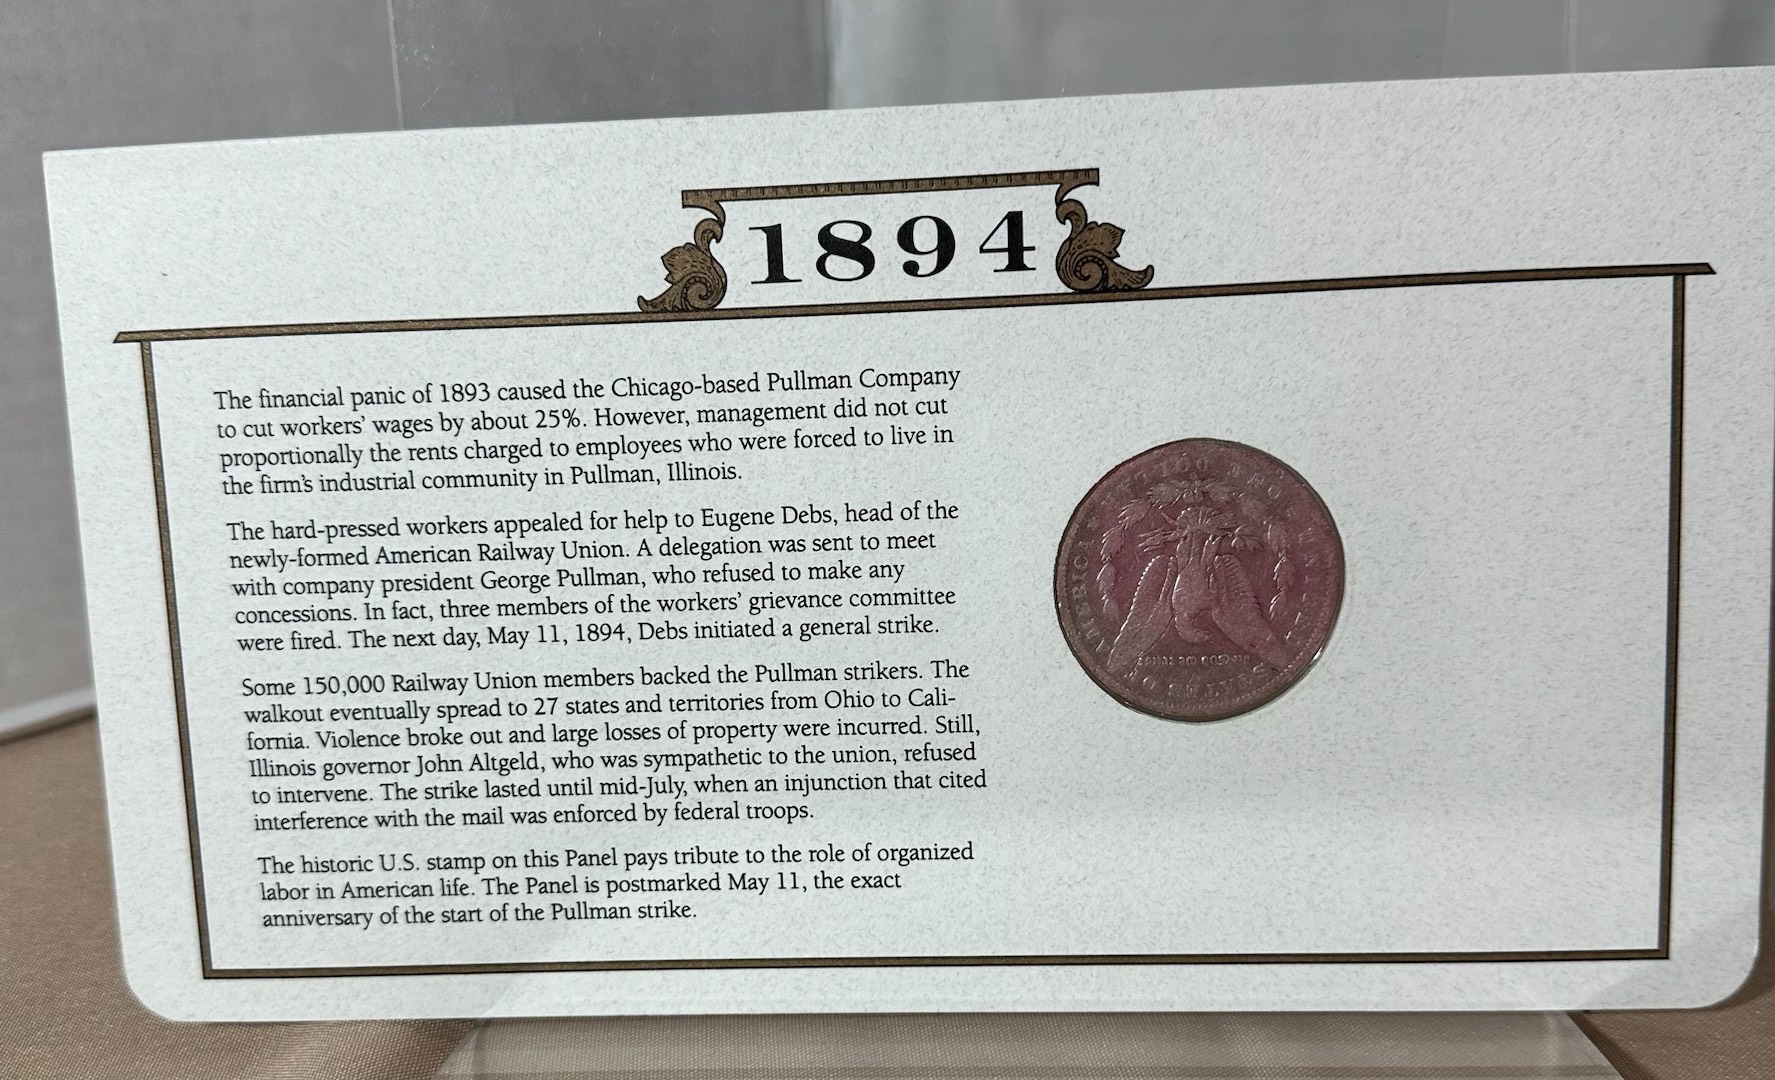 1894
The financial panic of 1893 caused the Chicago-based Pullman Company
to cut workers' wages by about 25%. However, management did not cut
proportionally the rents charged to employees who were forced to live in
the firm's industrial community in Pullman, Illinois.
The hard-pressed workers appealed for help to Eugene Debs, head of the
newly-formed American Railway Union. A delegation was sent to meet
with company president George Pullman, who refused to make any
concessions. In fact, three members of the workers' grievance committee
were fired. The next day, May 11, 1894, Debs initiated a general strike.
Some 150,000 Railway Union members backed the Pullman strikers. The
walkout eventually spread to 27 states and territories from Ohio to Cali-
fornia. Violence broke out and large losses of property were incurred. Still,
Illinois governor John Altgeld, who was sympathetic to the union, refused
to intervene. The strike lasted until mid-July, when an injunction that cited
interference with the mail was enforced by federal troops.
The historic U.S. stamp on this Panel pays tribute to the role of organized
labor in American life. The Panel is postmarked May 11, the exact
anniversary of the start of the Pullman strike.
AMERICA
STATES